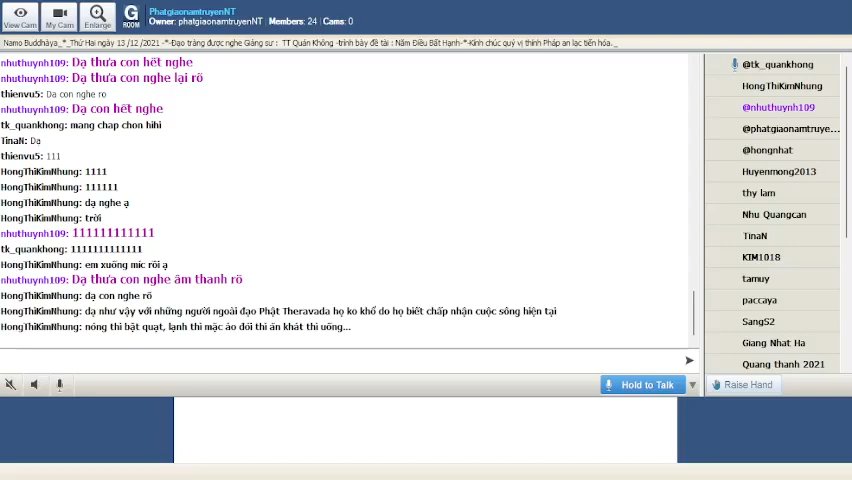 View Cam
My Cam
Enlarge
G
ROOM
PhatgiaonamtruyenNT
Owner: phatgiaonamtruyenNT Members: 24 Cams: 0
Namo Buddhàya_*_Thứ Hai ngày 13 /12 /2021 -*-Đạo tràng được nghe Giảng sư : TT Quán Không -trình bày đề tài : Năm Điều Bất Hạnh-*-Kính chúc quý vị thính Pháp an lạc tiến hóa._
nhuthuynh109: Dạ thưa con hết nghe
nhuthuynh109: Dạ thưa con nghe lại rõ
thienvu5: Da con nghe ro
nhuthuynh109: Dạ con hết nghe
tk_quankhong: mang chap chon hihi
TinaN: Dạ
thienvu5: 111
HongThiKimNhung: 1111
HongThiKimNhung: 111111
HongThiKimNhung: dạ nghe ạ
HongThiKimNhung: trời
nhuthuynh109: 111111111111
tk_quankhong: 1111111111111
HongThiKimNhung: em xuống mic rồi ạ
nhuthuynh109: Dạ thưa con nghe âm thanh rõ
HongThiKimNhung: dạ con nghe rõ
HongThiKimNhung: dạ như vậy với những người ngoài đạo Phật Theravada họ ko khổ do họ biết chấp nhận cuộc sông hiện tại
HongThiKimNhung: nóng thì bật quạt, lạnh thì mặc áo đói thì ăn khát thì uống...
@tk_quankhong
HongThiKimNhung
@nhuthuynh109
@phatgiaonamtruye...
@hongnhat
Huyenmong2013
thy lam
Nhu Quangcan
TinaN
KIM1018
tamuy
paccaya
SangS2
Giang Nhat Ha
Quang thanh 2021
Hold to Talk
Raise Hand